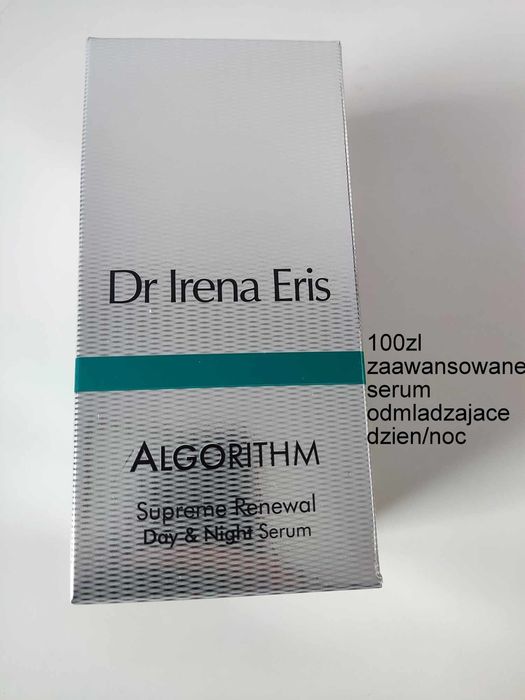 Dr Irena Eris
ALGORITHM
Supreme Renewal
Day & Night Serum
100zl
zaawansowane
serum
odmladzajace
dzien/noc